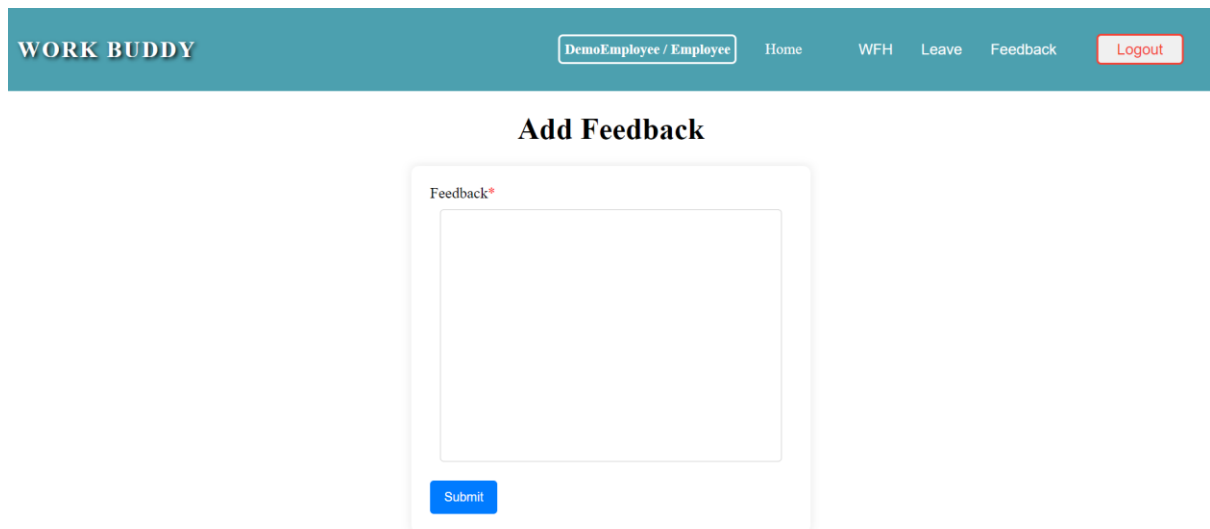 WORK BUDDY
DemoEmployee / Employee Home WFH Leave Feedback Logout
Add Feedback
Feedback*
Submit